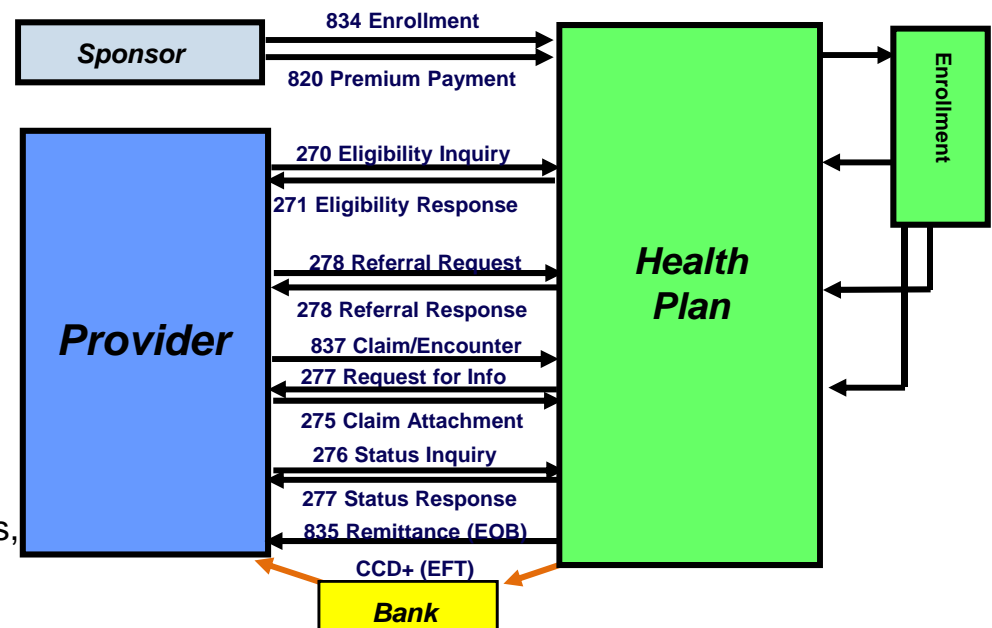 834 Enrollment
Sponsor
820 Premium Payment
Enrollment
270 Eligibility Inquiry
271 Eligibility Response
278 Referral Request
Health
Plan
278 Referral Response
Provider
837 Claim/Encounter
277 Request for Info
275 Claim Attachment
276 Status Inquiry
277 Status Response
s,
835 Remittance (EOB)
CCD+ (EFT)
Bank